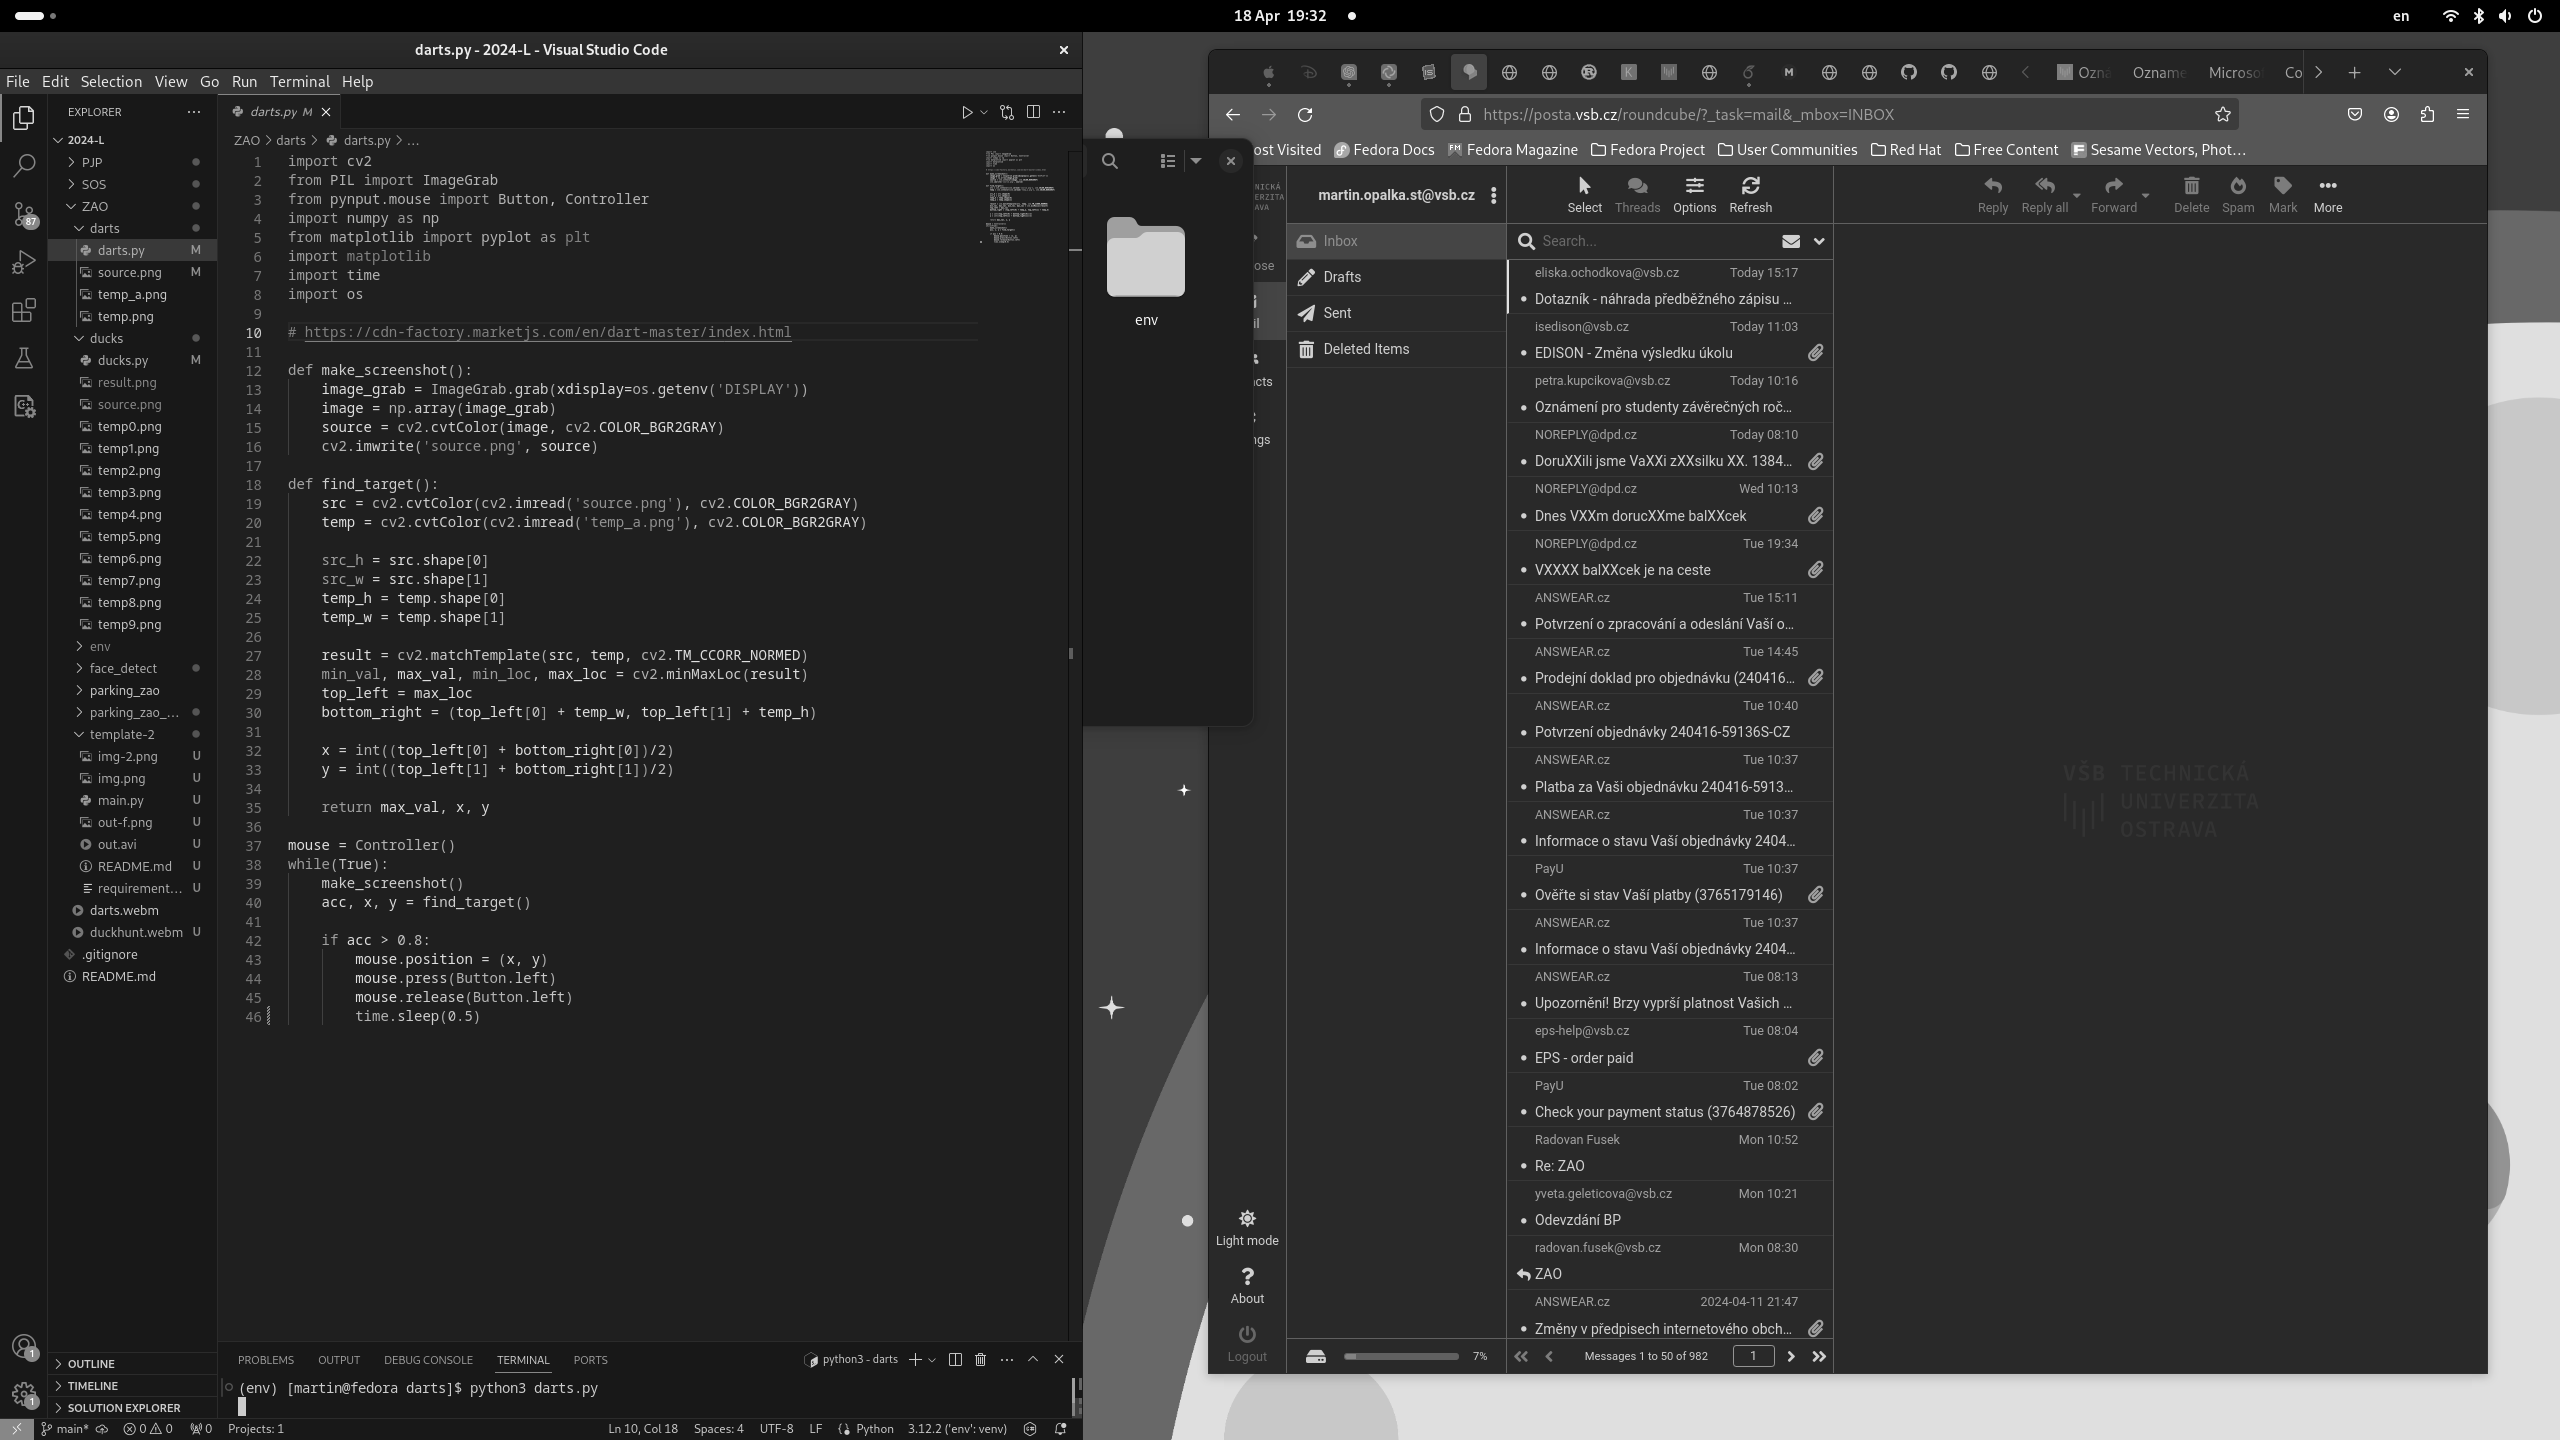 18 Apr 19:32
en
darts.py - 2024-L - Visual Studio Code
File Edit Selection View Go Run Terminal Help
EXPLORER
2024-L
PJP
SOS
ZAO
darts
darts.py M
source.png M
temp_a.png
temp.png
ducks
ducks.py M
result.png
source.png
temp0.png
temp1.png
temp2.png
temp3.png
temp4.png
temp5.png
temp6.png
temp7.png
temp8.png
temp9.png
env
face_detect
parking_zao
parking_zao_...
template-2
img-2.png U
img.png U
main.py U
out-f.png U
out.avi U
README.md U
requirement... U
darts.webm
duckhunt.webm U
.gitignore
README.md
OUTLINE
TIMELINE
SOLUTION EXPLORER
87
1
1
darts.py M
ZAO > darts > darts.py > ...
1 import cv2
2 from PIL import ImageGrab
3 from pynput.mouse import Button, Controller
4 import numpy as np
5 from matplotlib import pyplot as plt
6 import matplotlib
7 import time
8 import os
9
10 # https://cdn-factory.marketjs.com/en/dart-master/index.html
11
12 def make_screenshot():
13     image_grab = ImageGrab.grab(xdisplay=os.getenv('DISPLAY'))
14     image = np.array(image_grab)
15     source = cv2.cvtColor(image, cv2.COLOR_BGR2GRAY)
16     cv2.imwrite('source.png', source)
17
18 def find_target():
19     src = cv2.cvtColor(cv2.imread('source.png'), cv2.COLOR_BGR2GRAY)
20     temp = cv2.cvtColor(cv2.imread('temp_a.png'), cv2.COLOR_BGR2GRAY)
21
22     src_h = src.shape[0]
23     src_w = src.shape[1]
24     temp_h = temp.shape[0]
25     temp_w = temp.shape[1]
26
27     result = cv2.matchTemplate(src, temp, cv2.TM_CCORR_NORMED)
28     min_val, max_val, min_loc, max_loc = cv2.minMaxLoc(result)
29     top_left = max_loc
30     bottom_right = (top_left[0] + temp_w, top_left[1] + temp_h)
31
32     x = int((top_left[0] + bottom_right[0])/2)
33     y = int((top_left[1] + bottom_right[1])/2)
34
35     return max_val, x, y
36
37 mouse = Controller()
38 while(True):
39     make_screenshot()
40     acc, x, y = find_target()
41
42     if acc > 0.8:
43         mouse.position = (x, y)
44         mouse.press(Button.left)
45         mouse.release(Button.left)
46         time.sleep(0.5)
PROBLEMS OUTPUT DEBUG CONSOLE TERMINAL PORTS
python3 - darts
(env) [martin@fedora darts]$ python3 darts.py
main* 0 0 0 Projects: 1 Ln 10, Col 18 Spaces: 4 UTF-8 LF Python 3.12.2 ('env': venv)
env
Ozná Ozname Microso Co
https://posta.vsb.cz/roundcube/?_task=mail&_mbox=INBOX
ost Visited Fedora Docs Fedora Magazine Fedora Project User Communities Red Hat Free Content Sesame Vectors, Phot...
NICKÁ
ERZITA
RAVA
ose
il
cts
ngs
Light mode
About
Logout
martin.opalka.st@vsb.cz
Inbox
Drafts
Sent
Deleted Items
7%
Select Threads Options Refresh
Reply Reply all Forward Delete Spam Mark More
Search...
eliska.ochodkova@vsb.cz Today 15:17
Dotazník - náhrada předběžného zápisu ...
isedison@vsb.cz Today 11:03
EDISON - Změna výsledku úkolu
petra.kupcikova@vsb.cz Today 10:16
Oznámení pro studenty závěrečných roč...
NOREPLY@dpd.cz Today 08:10
DoruXXili jsme VaXXi zXXsilku XX. 1384...
NOREPLY@dpd.cz Wed 10:13
Dnes VXXm dorucXXme balXXcek
NOREPLY@dpd.cz Tue 19:34
VXXXX balXXcek je na ceste
ANSWEAR.cz Tue 15:11
Potvrzení o zpracování a odeslání Vaší o...
ANSWEAR.cz Tue 14:45
Prodejní doklad pro objednávku (240416...
ANSWEAR.cz Tue 10:40
Potvrzení objednávky 240416-59136S-CZ
ANSWEAR.cz Tue 10:37
Platba za Vaši objednávku 240416-5913...
ANSWEAR.cz Tue 10:37
Informace o stavu Vaší objednávky 2404...
PayU Tue 10:37
Ověřte si stav Vaší platby (3765179146)
ANSWEAR.cz Tue 10:37
Informace o stavu Vaší objednávky 2404...
ANSWEAR.cz Tue 08:13
Upozornění! Brzy vyprší platnost Vašich ...
eps-help@vsb.cz Tue 08:04
EPS - order paid
PayU Tue 08:02
Check your payment status (3764878526)
Radovan Fusek Mon 10:52
Re: ZAO
yveta.geleticova@vsb.cz Mon 10:21
Odevzdání BP
radovan.fusek@vsb.cz Mon 08:30
ZAO
ANSWEAR.cz 2024-04-11 21:47
Změny v předpisech internetového obch...
Messages 1 to 50 of 982 1
VŠB TECHNICKÁ
UNIVERZITA
OSTRAVA